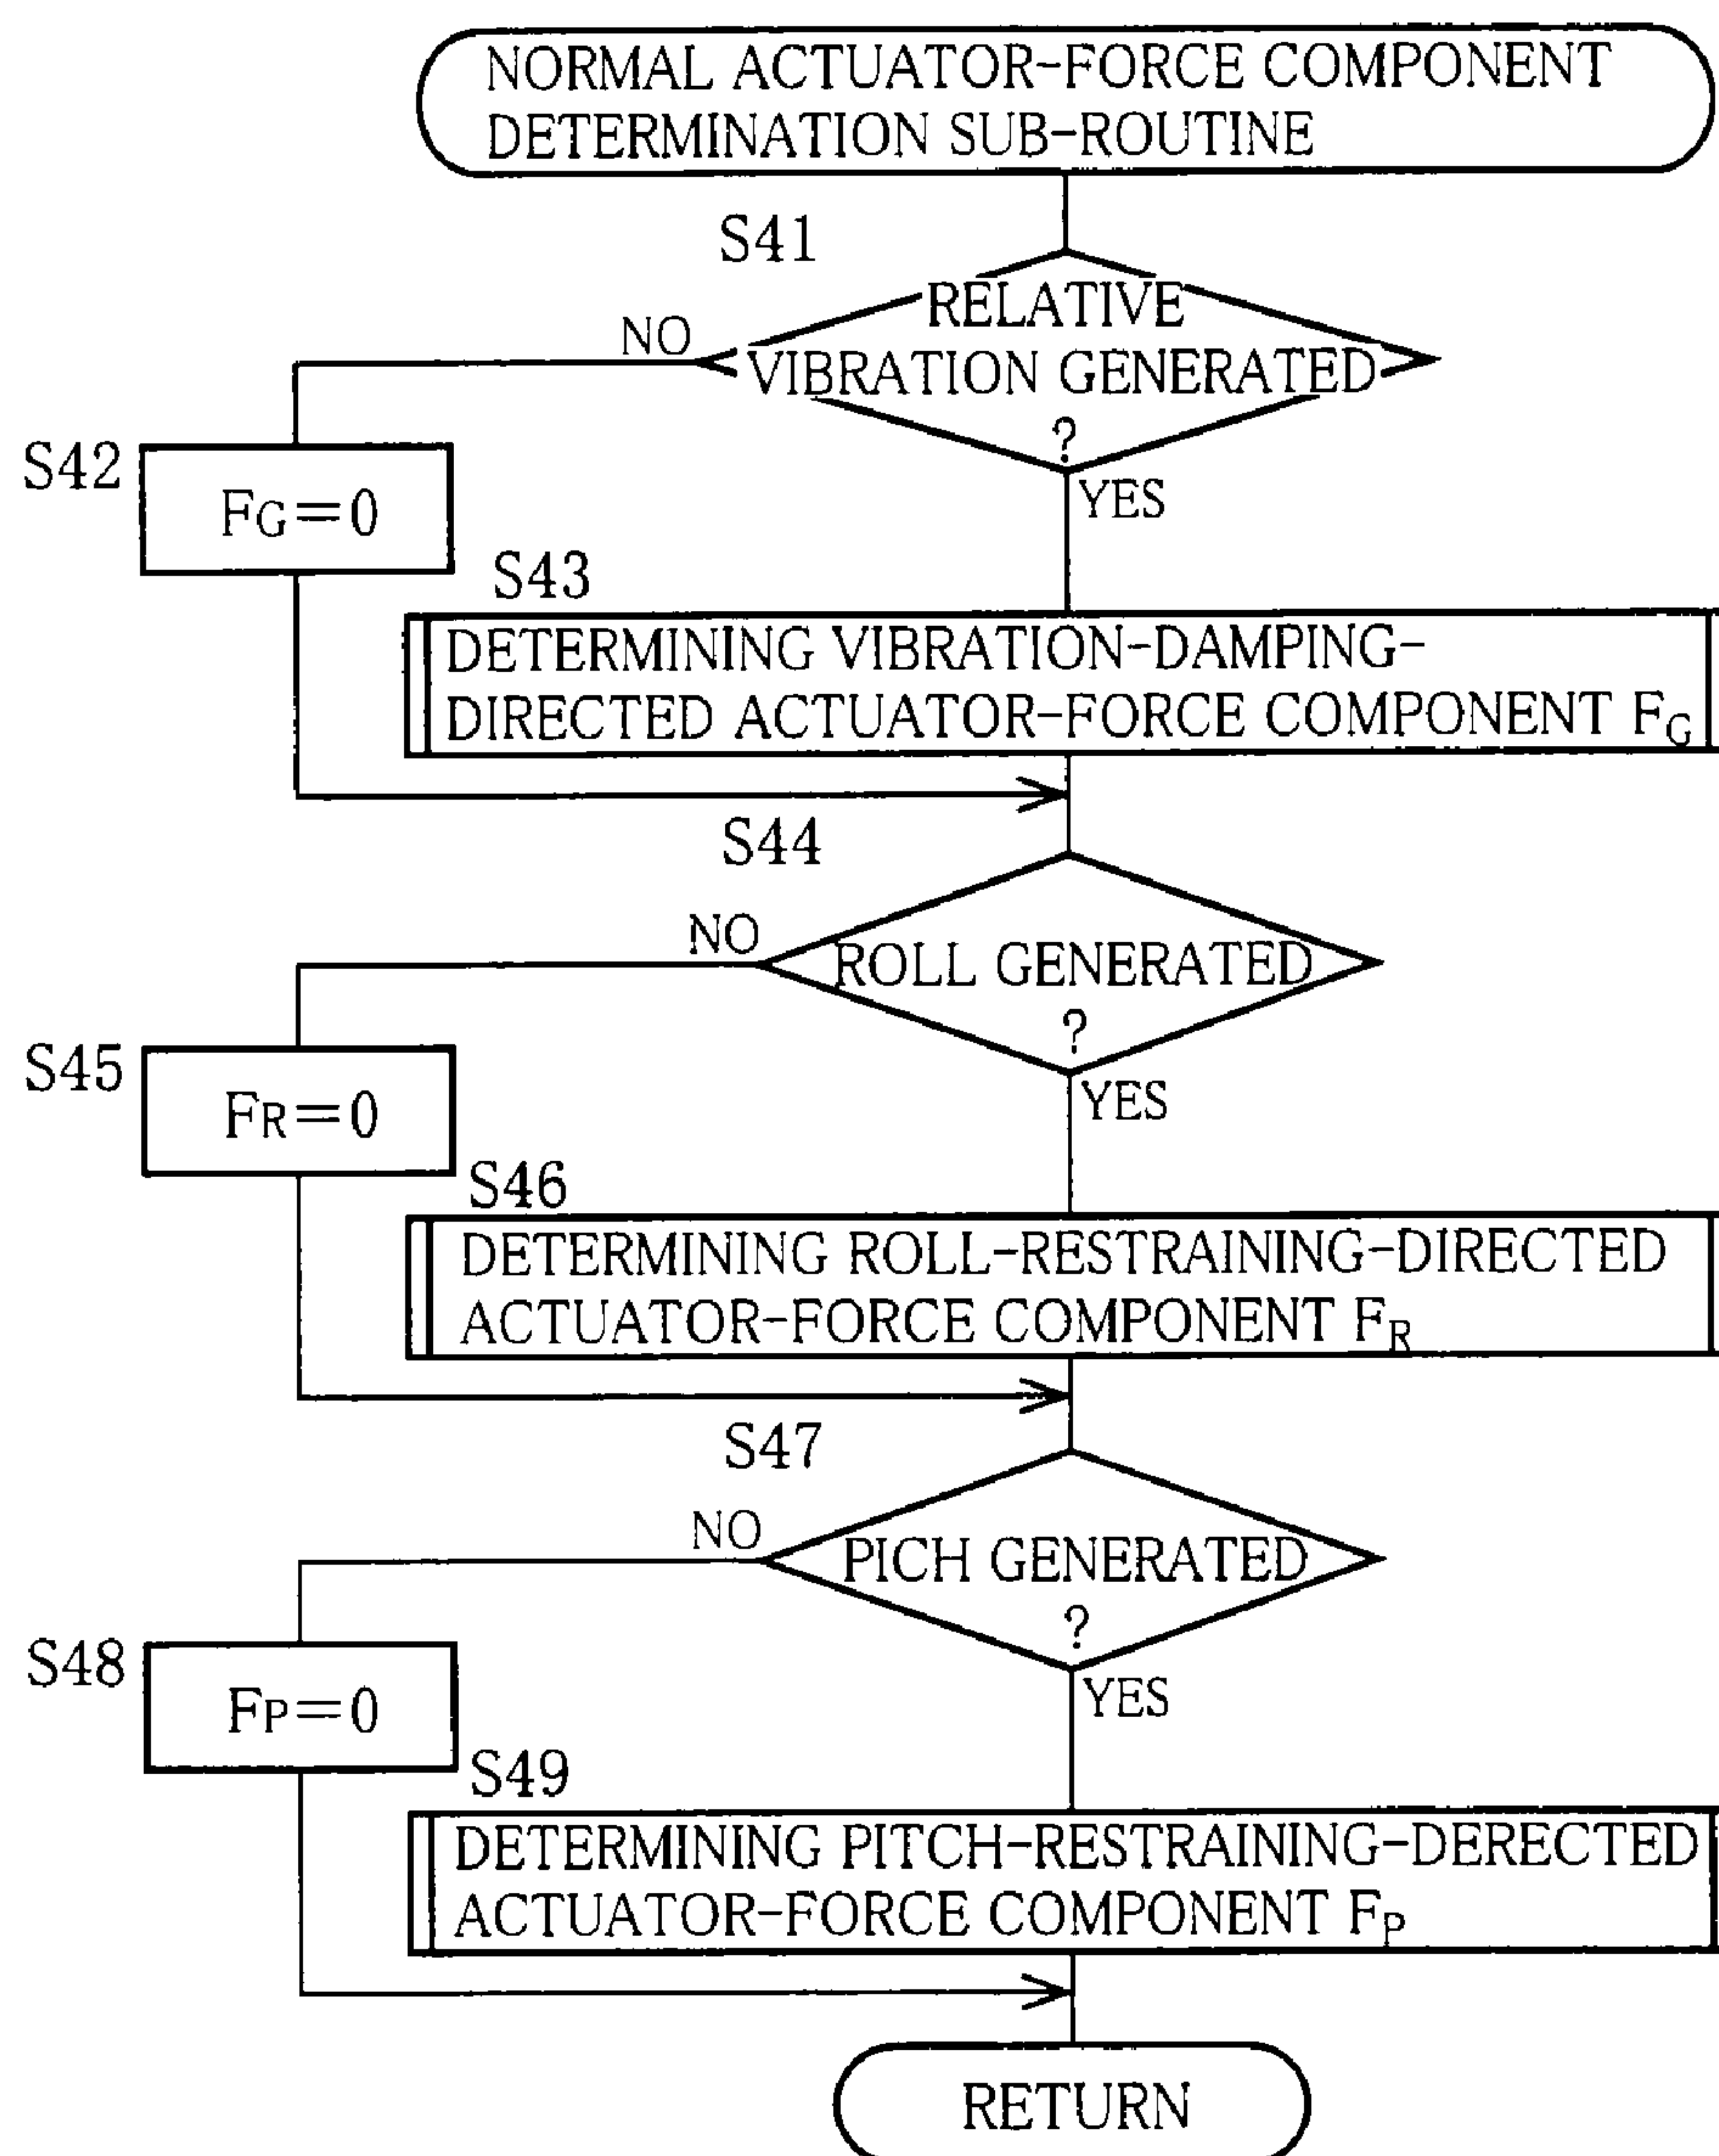 NORMAL ACTUATOR-FORCE COMPONENT
DETERMINATION SUB-ROUTINE
S41
RELATIVE
VIBRATION GENERATED
?
NO
YES
S42
FG=0
S43
DETERMINING VIBRATION-DAMPING-
DIRECTED ACTUATOR-FORCE COMPONENT FG
S44
ROLL GENERATED
?
NO
YES
S45
FR=0
S46
DETERMINING ROLL-RESTRAINING-DIRECTED
ACTUATOR-FORCE COMPONENT FR
S47
PICH GENERATED
?
NO
YES
S48
FP=0
S49
DETERMINING PITCH-RESTRAINING-DERECTED
ACTUATOR-FORCE COMPONENT FP
RETURN